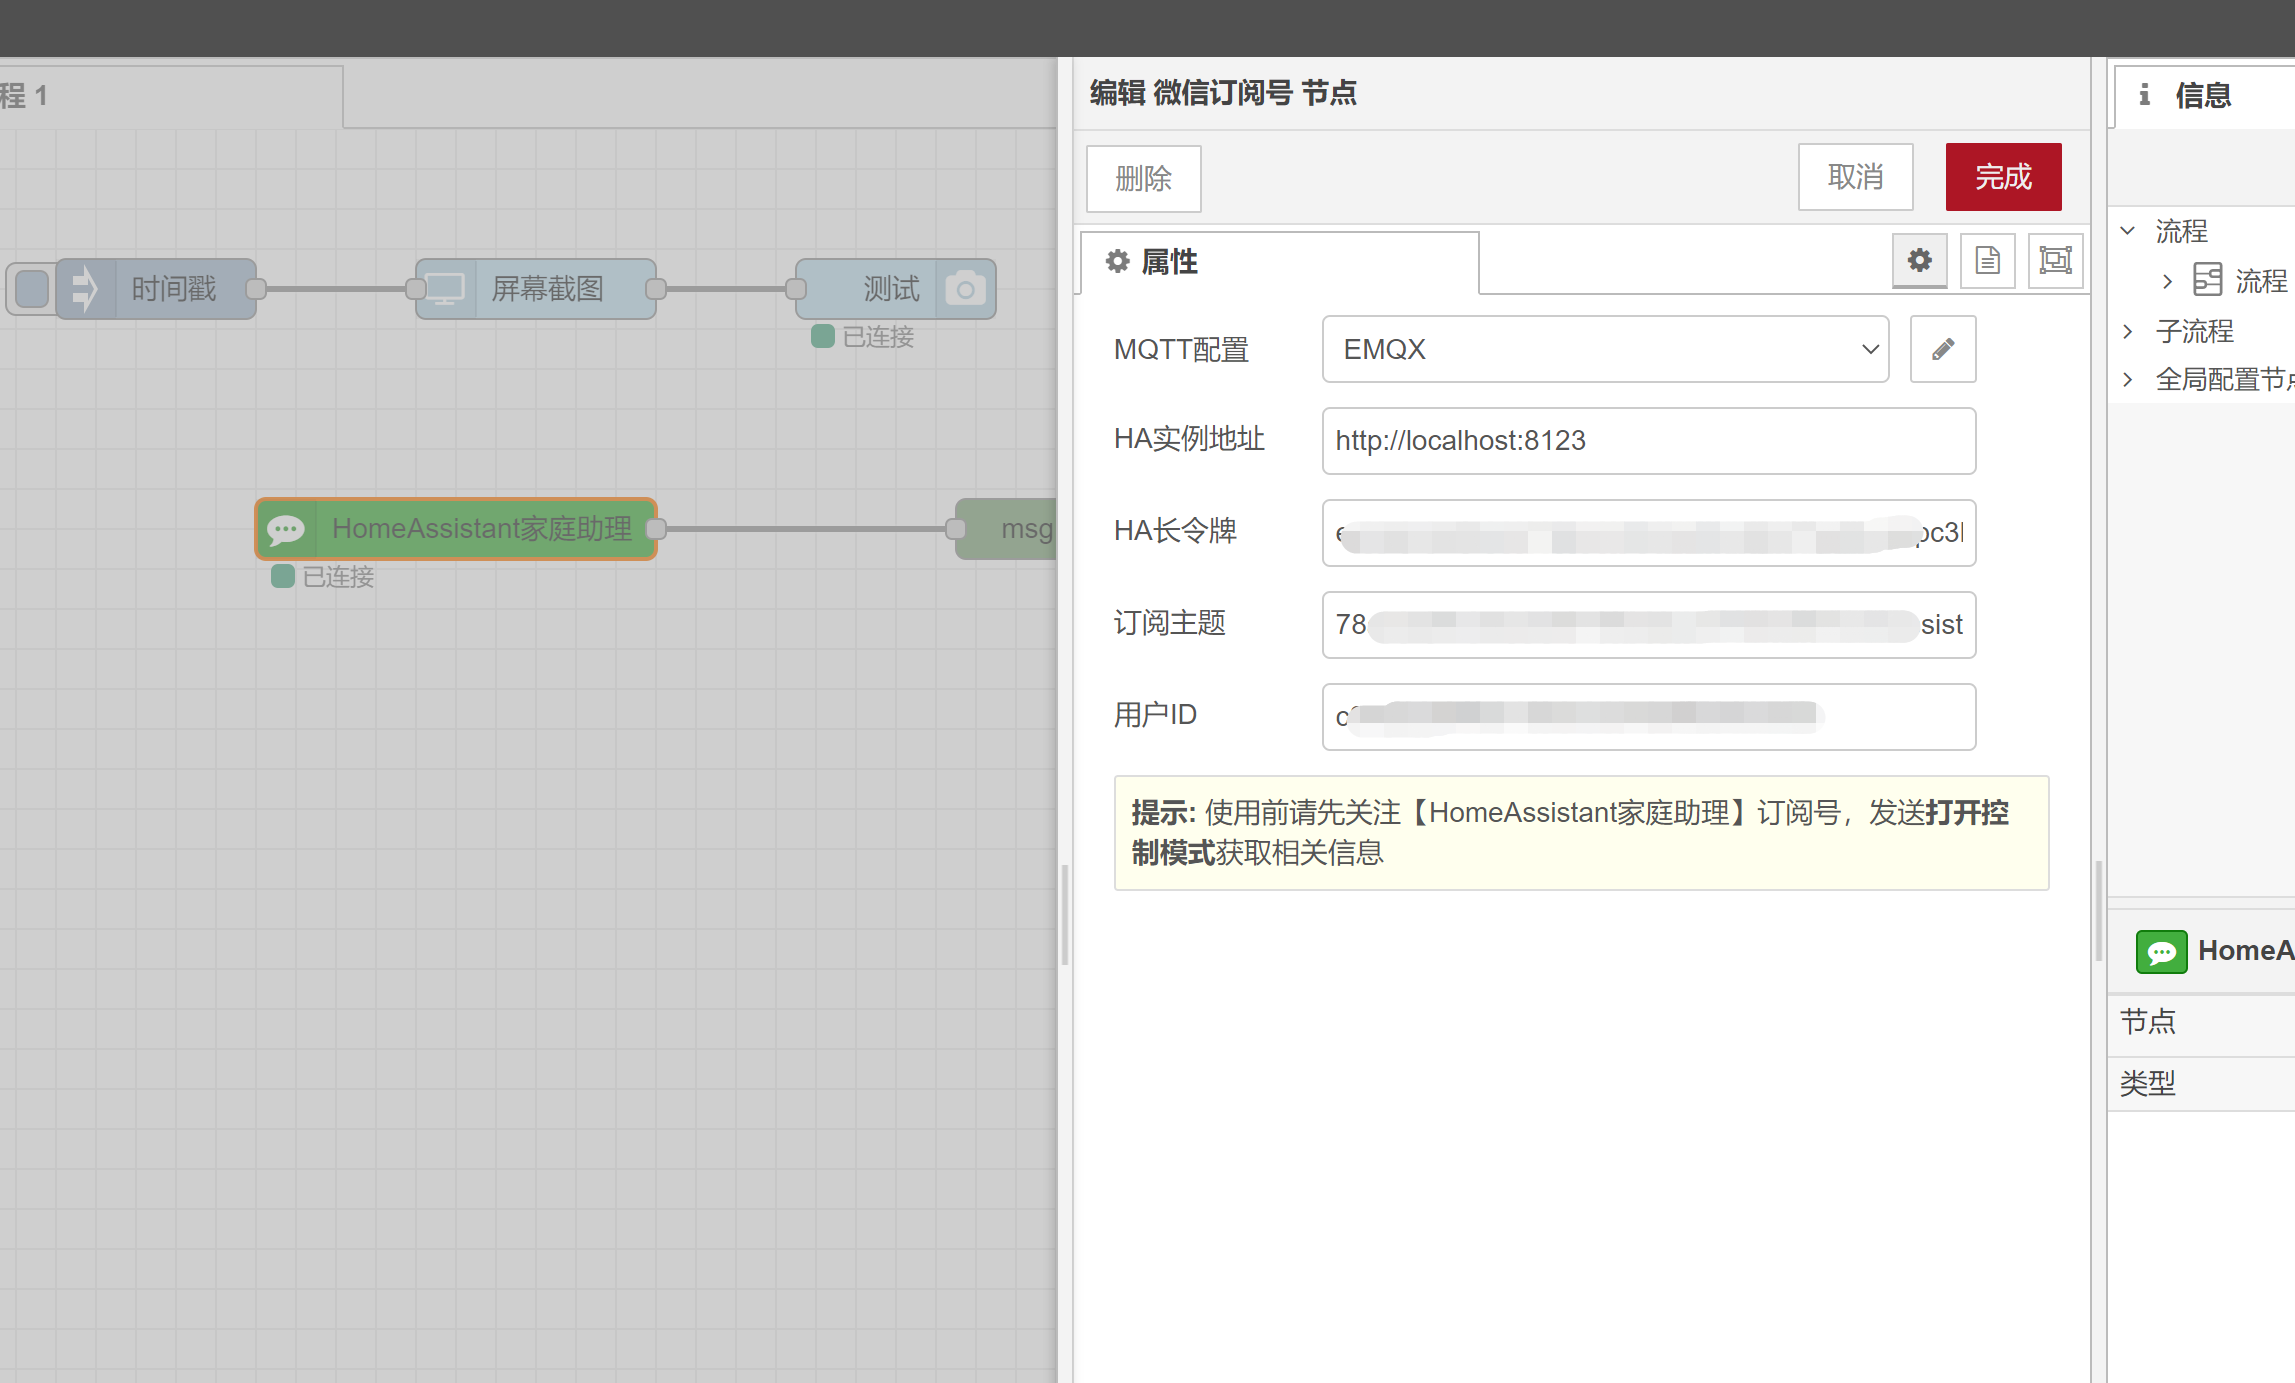 程 1
编辑 微信订阅号 节点
信息
删除
取消
完成
属性
流程
流程
子流程
全局配置节
时间戳
屏幕截图
测试
已连接
MQTT配置
EMQX
HA实例地址
http://localhost:8123
HomeAssistant家庭助理
msg
已连接
HA长令牌
pc3
订阅主题
78
sist
用户ID
c
提示: 使用前请先关注【HomeAssistant家庭助理】订阅号，发送打开控
制模式获取相关信息
HomeA
节点
类型